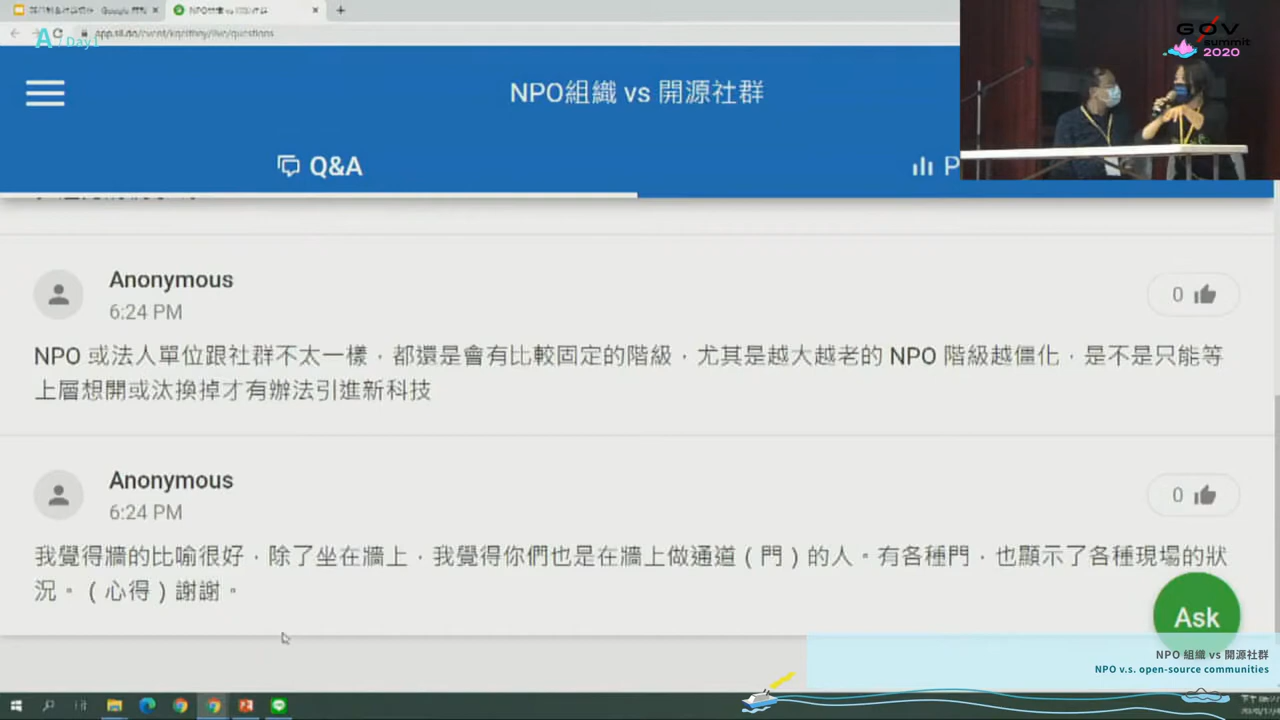 A / Day1
GØV
summit
2020
NPO組織 vs 開源社群
Q&A
P
Anonymous
6:24 PM
0
NPO 或法人單位跟社群不太一樣，都還是會有比較固定的階級，尤其是越大越老的 NPO 階級越僵化，是不是只能等
上層想開或汰換掉才有辦法引進新科技
Anonymous
6:24 PM
0
我覺得牆的比喻很好，除了坐在牆上，我覺得你們也是在牆上做通道（門）的人。有各種門，也顯示了各種現場的狀
況。（心得）謝謝。
Ask
NPO 組織 vs 開源社群
NPO v.s. open-source communities